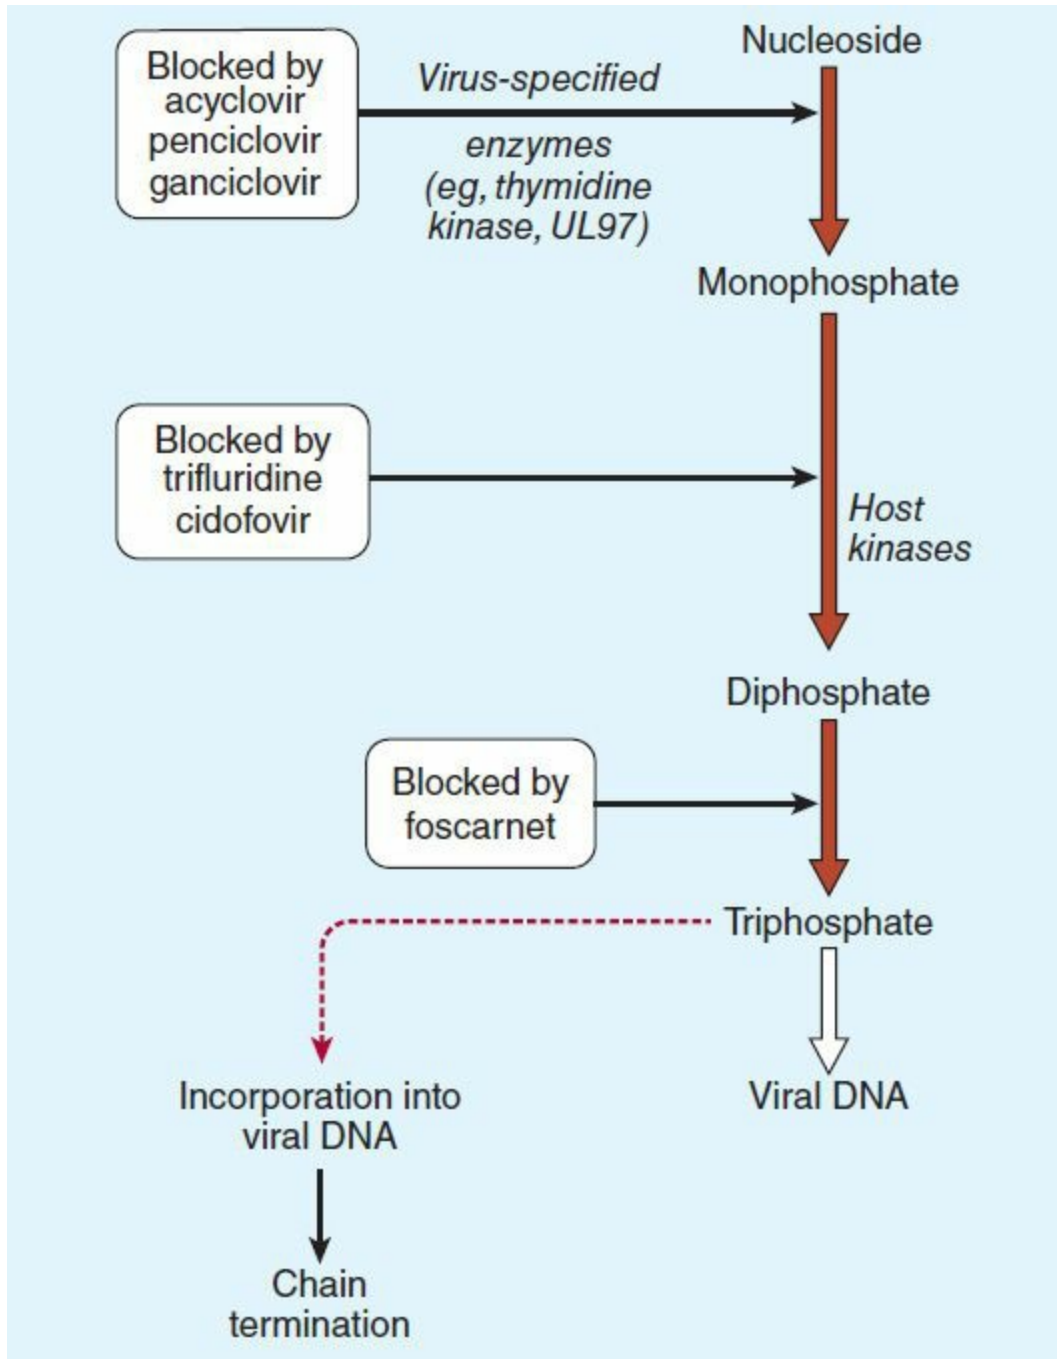 Nucleoside
Blocked by
acyclovir
penciclovir
ganciclovir
Virus-specified
enzymes
(eg, thymidine
kinase, UL97)
Monophosphate
Blocked by
trifluridine
cidofovir
Host
kinases
Diphosphate
Blocked by
foscarnet
Triphosphate
Incorporation into
viral DNA
Viral DNA
Chain
termination